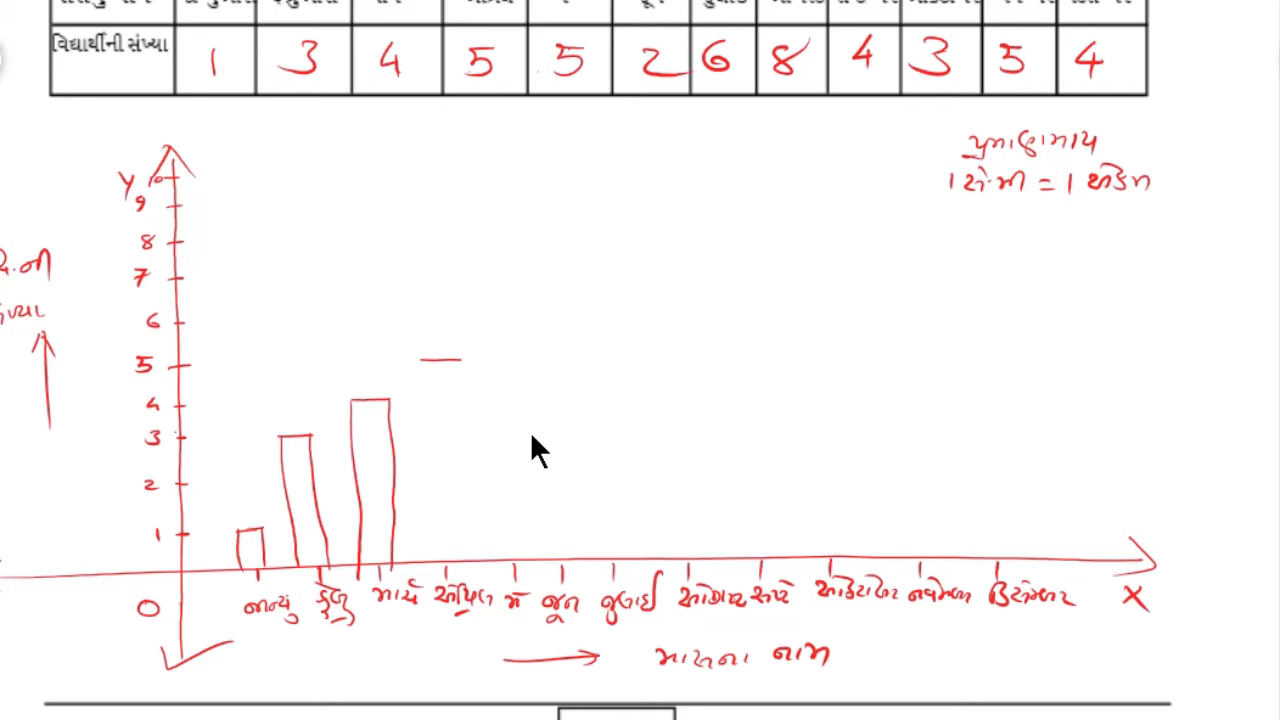 વિદ્યાર્થીની સંખ્યા 1 3 4 5 5 2 6 8 4 3 5 4
પ્રમાણમાપ
1 સે.મી = 1 એકમ
Y 10
9
8
7
6
5
4
3
2
1
0
જાન્યુ ફેબ્રુ માર્ચ એપ્રિલ મે જૂન જુલાઈ ઓગષ્ટ સપ્ટે ઓક્ટોબર નવેમ્બર ડિસેમ્બર X
માસના નામ